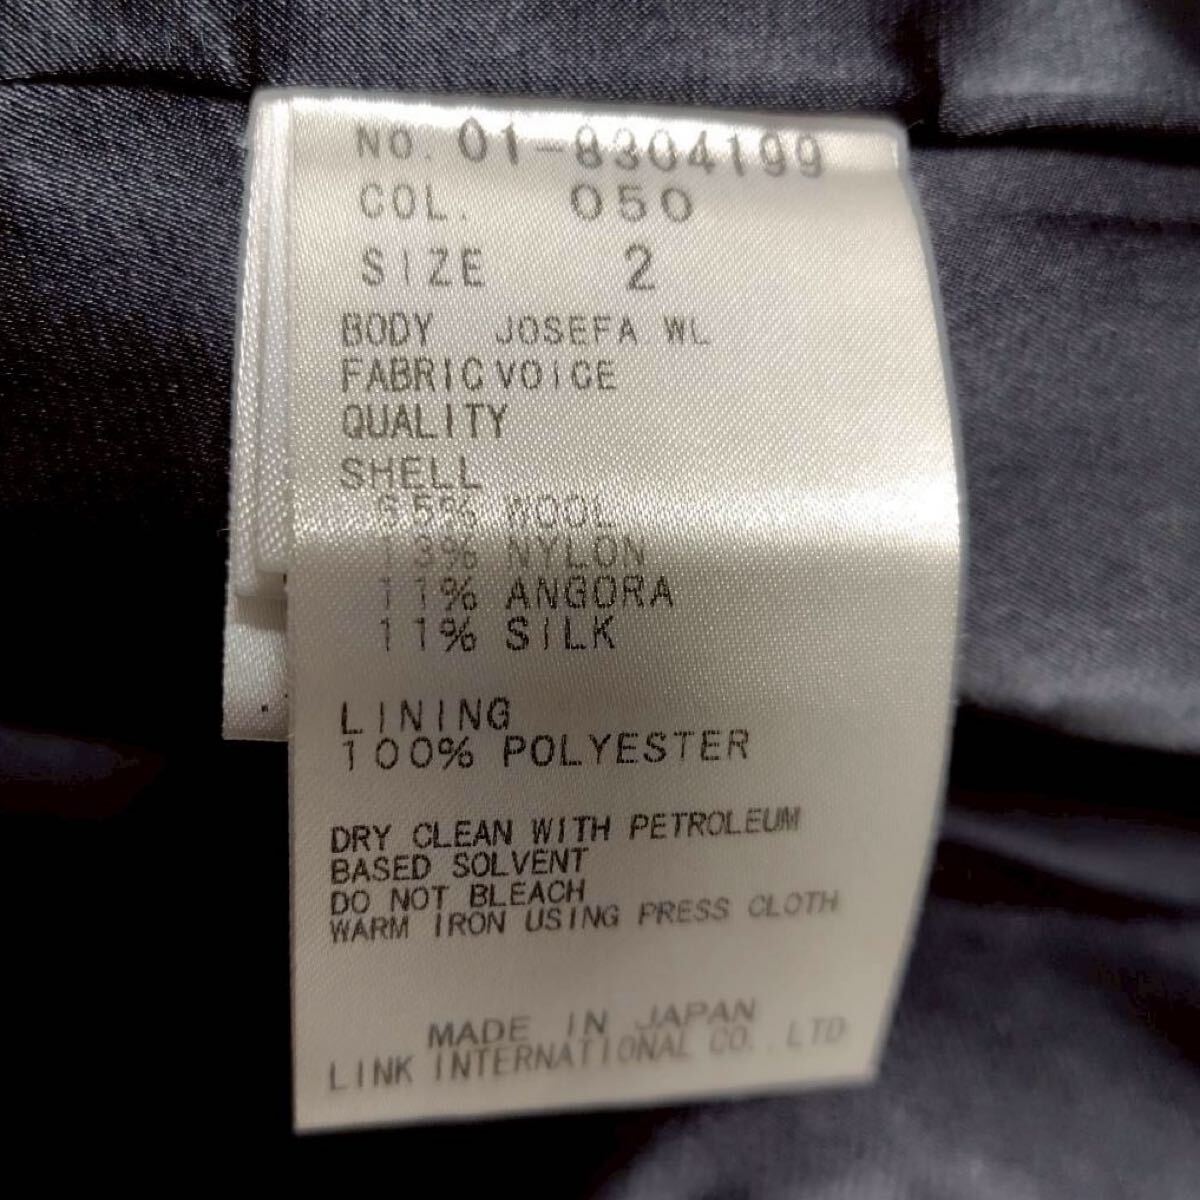 NO. 01-8304199
COL. 050
SIZE 2
BODY JOSEFA WL
FABRIC VOICE
QUALITY
SHELL
65% WOOL
13% NYLON
11% ANGORA
11% SILK
LINING
100% POLYESTER
DRY CLEAN WITH PETROLEUM
BASED SOLVENT
DO NOT BLEACH
WARM IRON USING PRESS CLOTH
MADE IN JAPAN
LINK INTERNATIONAL CO.,LTD